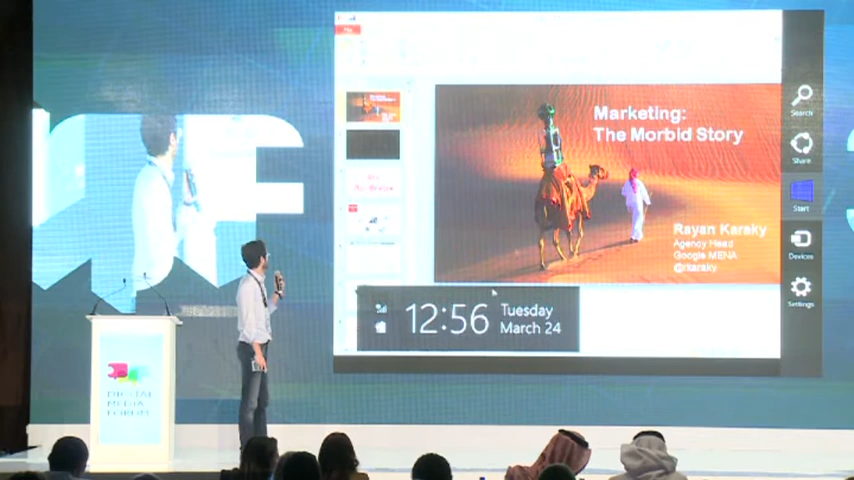 Marketing:
The Morbid Story
Rayan Karaky
Agency Head
Google MENA
@rkaraky
Search
Share
Start
Devices
Settings
12:56
Tuesday
March 24
DIGITAL
MEDIA
FORUM